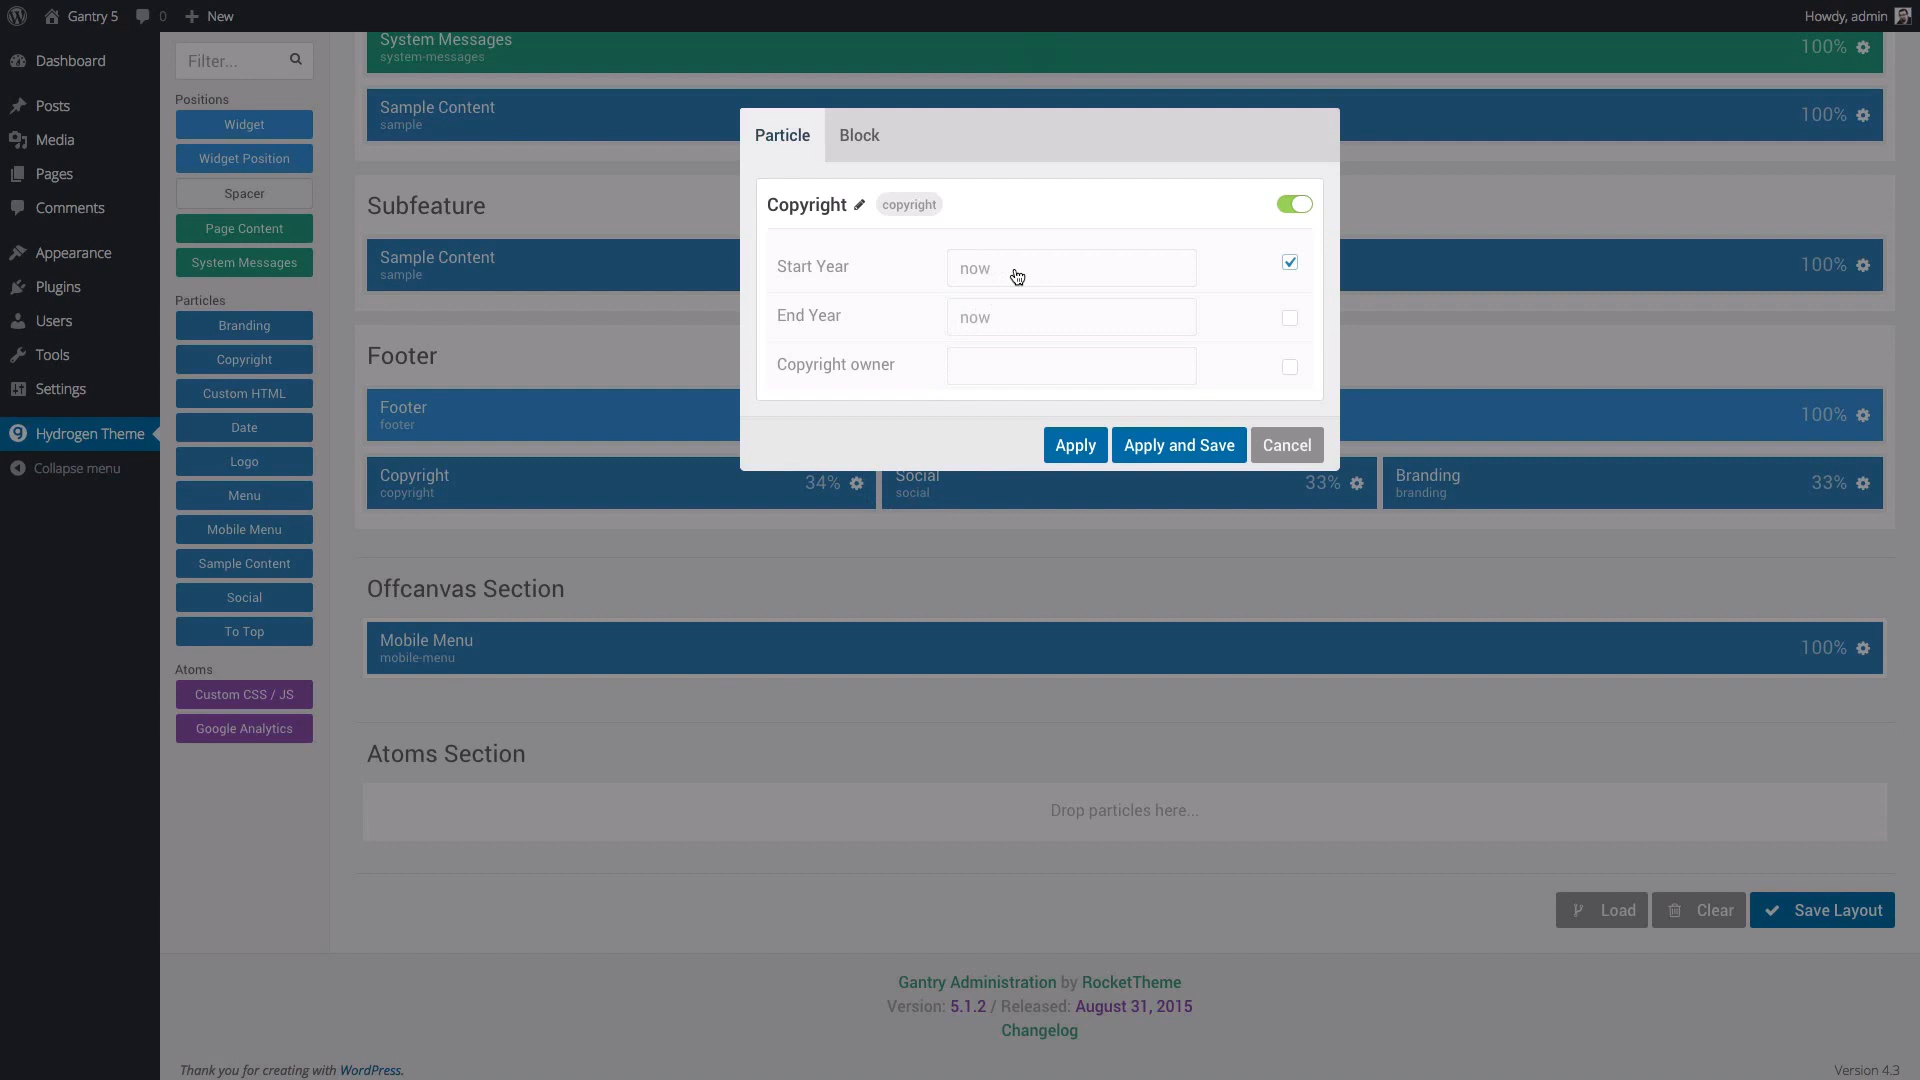 Gantry 5
0
New
Howdy, admin
Dashboard
Posts
Media
Pages
Comments
Appearance
Plugins
Users
Tools
Settings
Hydrogen Theme
Collapse menu
Filter...
Positions
Widget
Widget Position
Spacer
Page Content
System Messages
Particles
Branding
Copyright
Custom HTML
Date
Logo
Menu
Mobile Menu
Sample Content
Social
To Top
Atoms
Custom CSS / JS
Google Analytics
System Messages
system-messages
100%
Sample Content
sample
100%
Subfeature
Sample Content
sample
100%
Footer
Footer
footer
100%
Copyright
copyright
34%
Social
social
33%
Branding
branding
33%
Particle
Block
Copyright
copyright
Start Year
now
End Year
now
Copyright owner
Apply
Apply and Save
Cancel
Offcanvas Section
Mobile Menu
mobile-menu
100%
Atoms Section
Drop particles here...
Load
Clear
Save Layout
Gantry Administration by RocketTheme
Version: 5.1.2 / Released: August 31, 2015
Changelog
Thank you for creating with WordPress.
Version 4.3